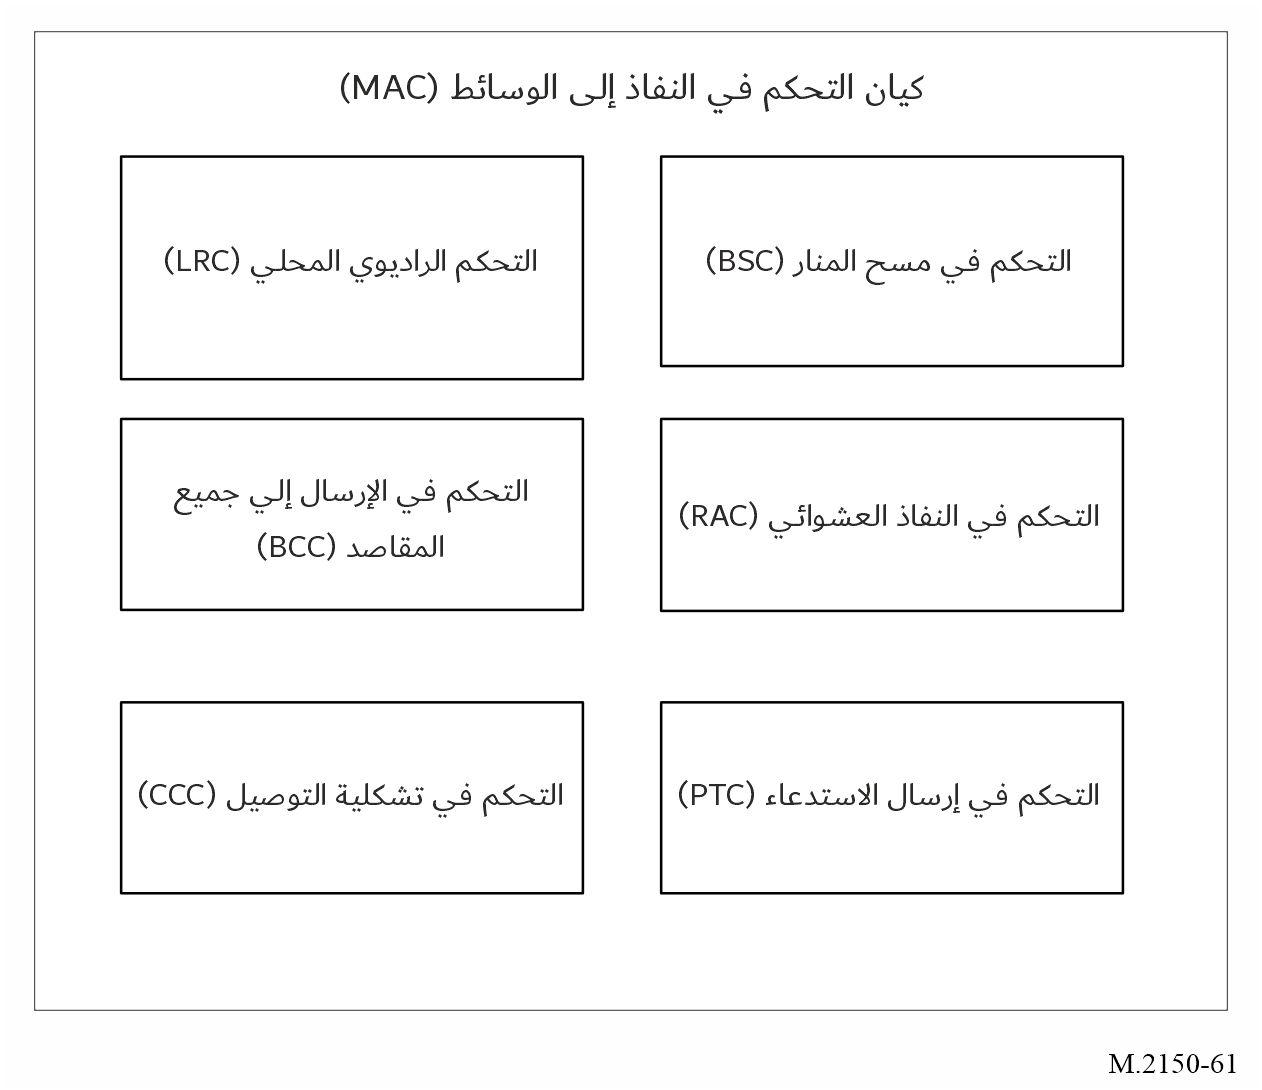 كيان التحكم في النفاذ إلى الوسائط (MAC)
التحكم في مسح المنار (BSC)
التحكم الراديوي المحلي (LRC)
التحكم في النفاذ العشوائي (RAC)
التحكم في الإرسال إلي جميع
المقاصد (BCC)
التحكم في إرسال الاستدعاء (PTC)
التحكم في تشكلية التوصيل (CCC)
M.2150-61